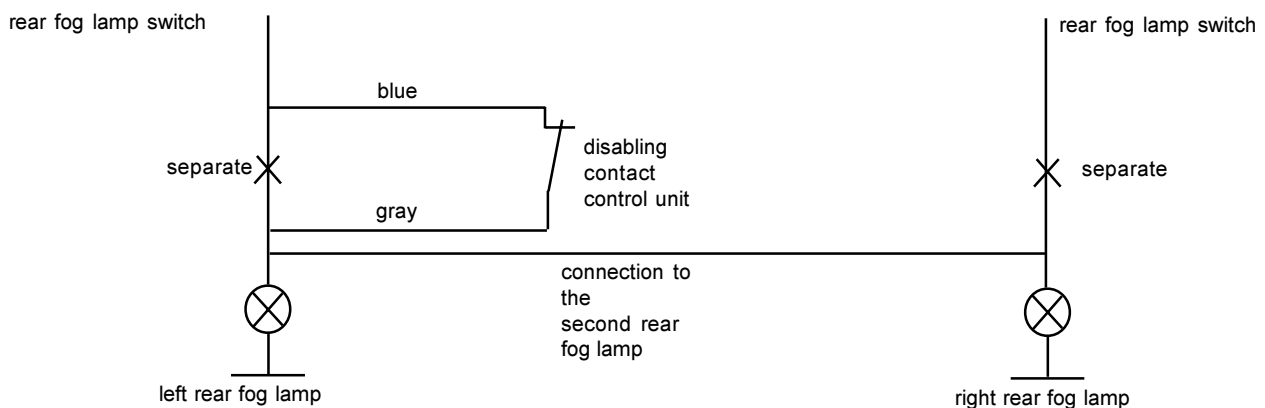 rear fog lamp switch
rear fog lamp switch
blue
disabling
contact
control unit
separate
separate
gray
connection to
the
second rear
fog lamp
left rear fog lamp
right rear fog lamp